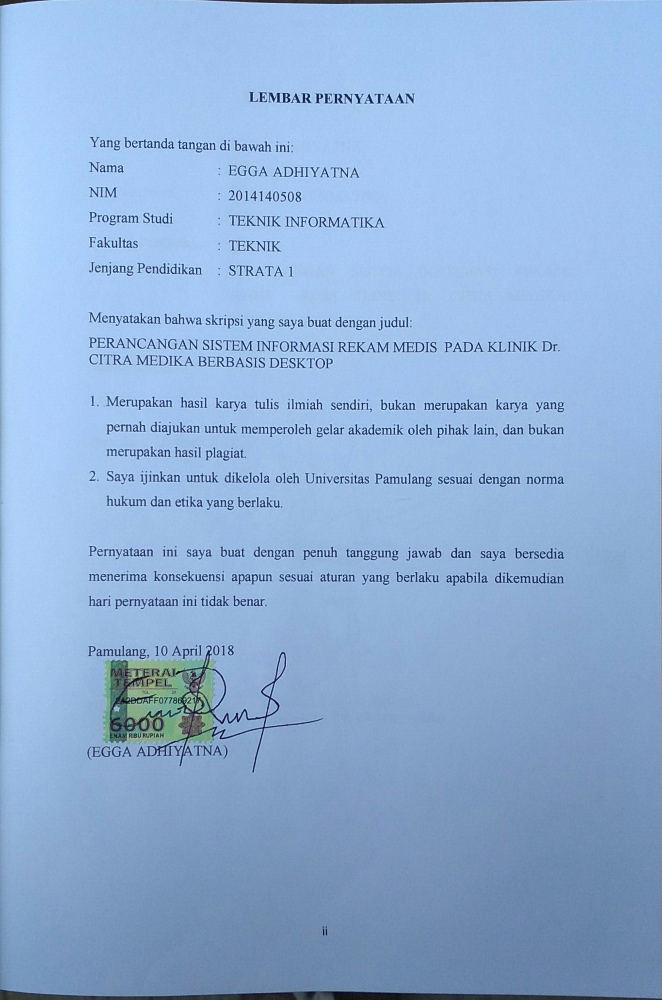 LEMBAR PERNYATAAN
Yang bertanda tangan di bawah ini:
Nama : EGGA ADHIYATNA
NIM : 2014140508
Program Studi : TEKNIK INFORMATIKA
Fakultas : TEKNIK
Jenjang Pendidikan : STRATA 1
Menyatakan bahwa skripsi yang saya buat dengan judul:
PERANCANGAN SISTEM INFORMASI REKAM MEDIS PADA KLINIK Dr.
CITRA MEDIKA BERBASIS DESKTOP
1. Merupakan hasil karya tulis ilmiah sendiri, bukan merupakan karya yang
pernah diajukan untuk memperoleh gelar akademik oleh pihak lain, dan bukan
merupakan hasil plagiat.
2. Saya ijinkan untuk dikelola oleh Universitas Pamulang sesuai dengan norma
hukum dan etika yang berlaku.
Pernyataan ini saya buat dengan penuh tanggung jawab dan saya bersedia
menerima konsekuensi apapun sesuai aturan yang berlaku apabila dikemudian
hari pernyataan ini tidak benar.
Pamulang, 10 April 2018
METERAI
TEMPEL
TGL 20
6000
ENAM RIBU RUPIAH
(EGGA ADHIYATNA)
ii